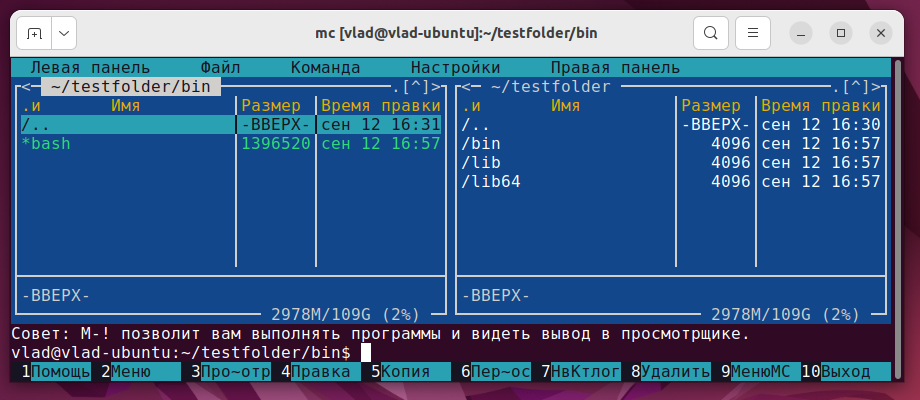 mc [vlad@vlad-ubuntu]:~/testfolder/bin
Левая панель Файл Команда Настройки Правая панель
<─ ~/testfolder/bin ─.[^]> <─ ~/testfolder ─.[^]>
.и Имя Размер Время правки .и Имя Размер Время правки
/.. -ВВЕРХ- сен 12 16:31 /.. -ВВЕРХ- сен 12 16:30
*bash 1396520 сен 12 16:57 /bin 4096 сен 12 16:57
/lib 4096 сен 12 16:57
/lib64 4096 сен 12 16:57
-ВВЕРХ- -ВВЕРХ-
2978M/109G (2%) 2978M/109G (2%)
Совет: M-! позволит вам выполнять программы и видеть вывод в просмотрщике.
vlad@vlad-ubuntu:~/testfolder/bin$
1Помощь 2Меню 3Про~отр 4Правка 5Копия 6Пер~ос 7НвКтлог 8Удалить 9МенюMC 10Выход